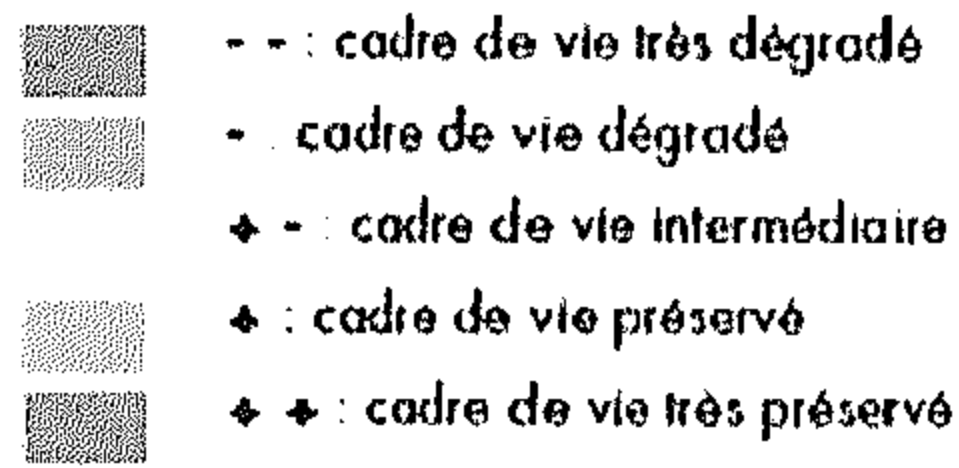 - - : cadre de vie très dégradé
- : cadre de vie dégradé
+ - : cadre de vie intermédiaire
+ : cadre de vie préservé
+ + : cadre de vie très préservé